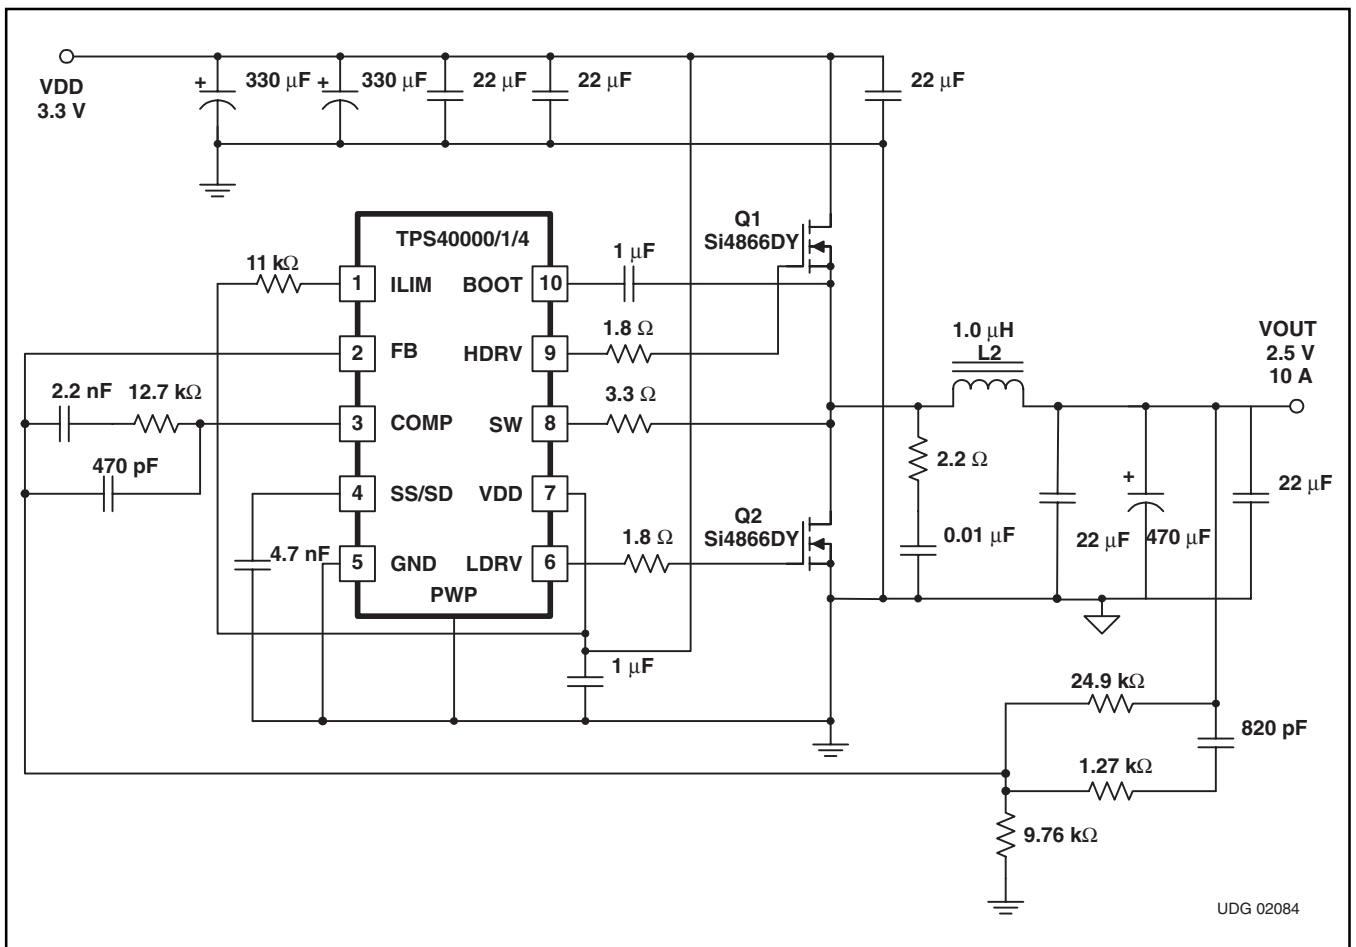 VDD
3.3 V
+
330 µF
+
330 µF
22 µF
22 µF
22 µF
TPS40000/1/4
Q1
Si4866DY
11 kΩ
1 µF
1
ILIM
BOOT
10
1.8 Ω
2
FB
HDRV
9
1.0 µH
L2
VOUT
2.5 V
10 A
2.2 nF
12.7 kΩ
3.3 Ω
3
COMP
SW
8
470 pF
2.2 Ω
4
SS/SD
VDD
7
+
22 µF
Q2
Si4866DY
1.8 Ω
0.01 µF
22 µF
470 µF
4.7 nF
5
GND
LDRV
6
PWP
1 µF
24.9 kΩ
820 pF
1.27 kΩ
9.76 kΩ
UDG 02084